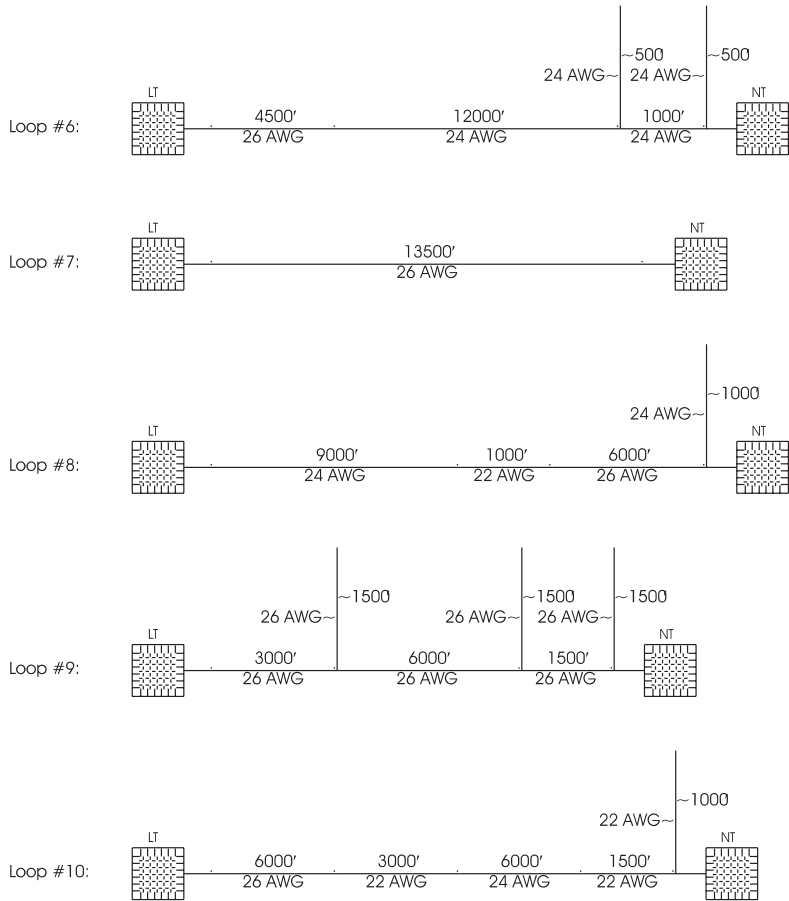 ~500'
~500'
24 AWG~
24 AWG~
LT
NT
Loop #6:
4500'
12000'
1000'
26 AWG
24 AWG
24 AWG
LT
NT
Loop #7:
13500'
26 AWG
~1000'
24 AWG~
LT
NT
Loop #8:
9000'
1000'
6000'
24 AWG
22 AWG
26 AWG
~1500'
~1500'
~1500'
26 AWG~
26 AWG~
26 AWG~
LT
NT
Loop #9:
3000'
6000'
1500'
26 AWG
26 AWG
26 AWG
~1000'
22 AWG~
LT
NT
Loop #10:
6000'
3000'
6000'
1500'
26 AWG
22 AWG
24 AWG
22 AWG